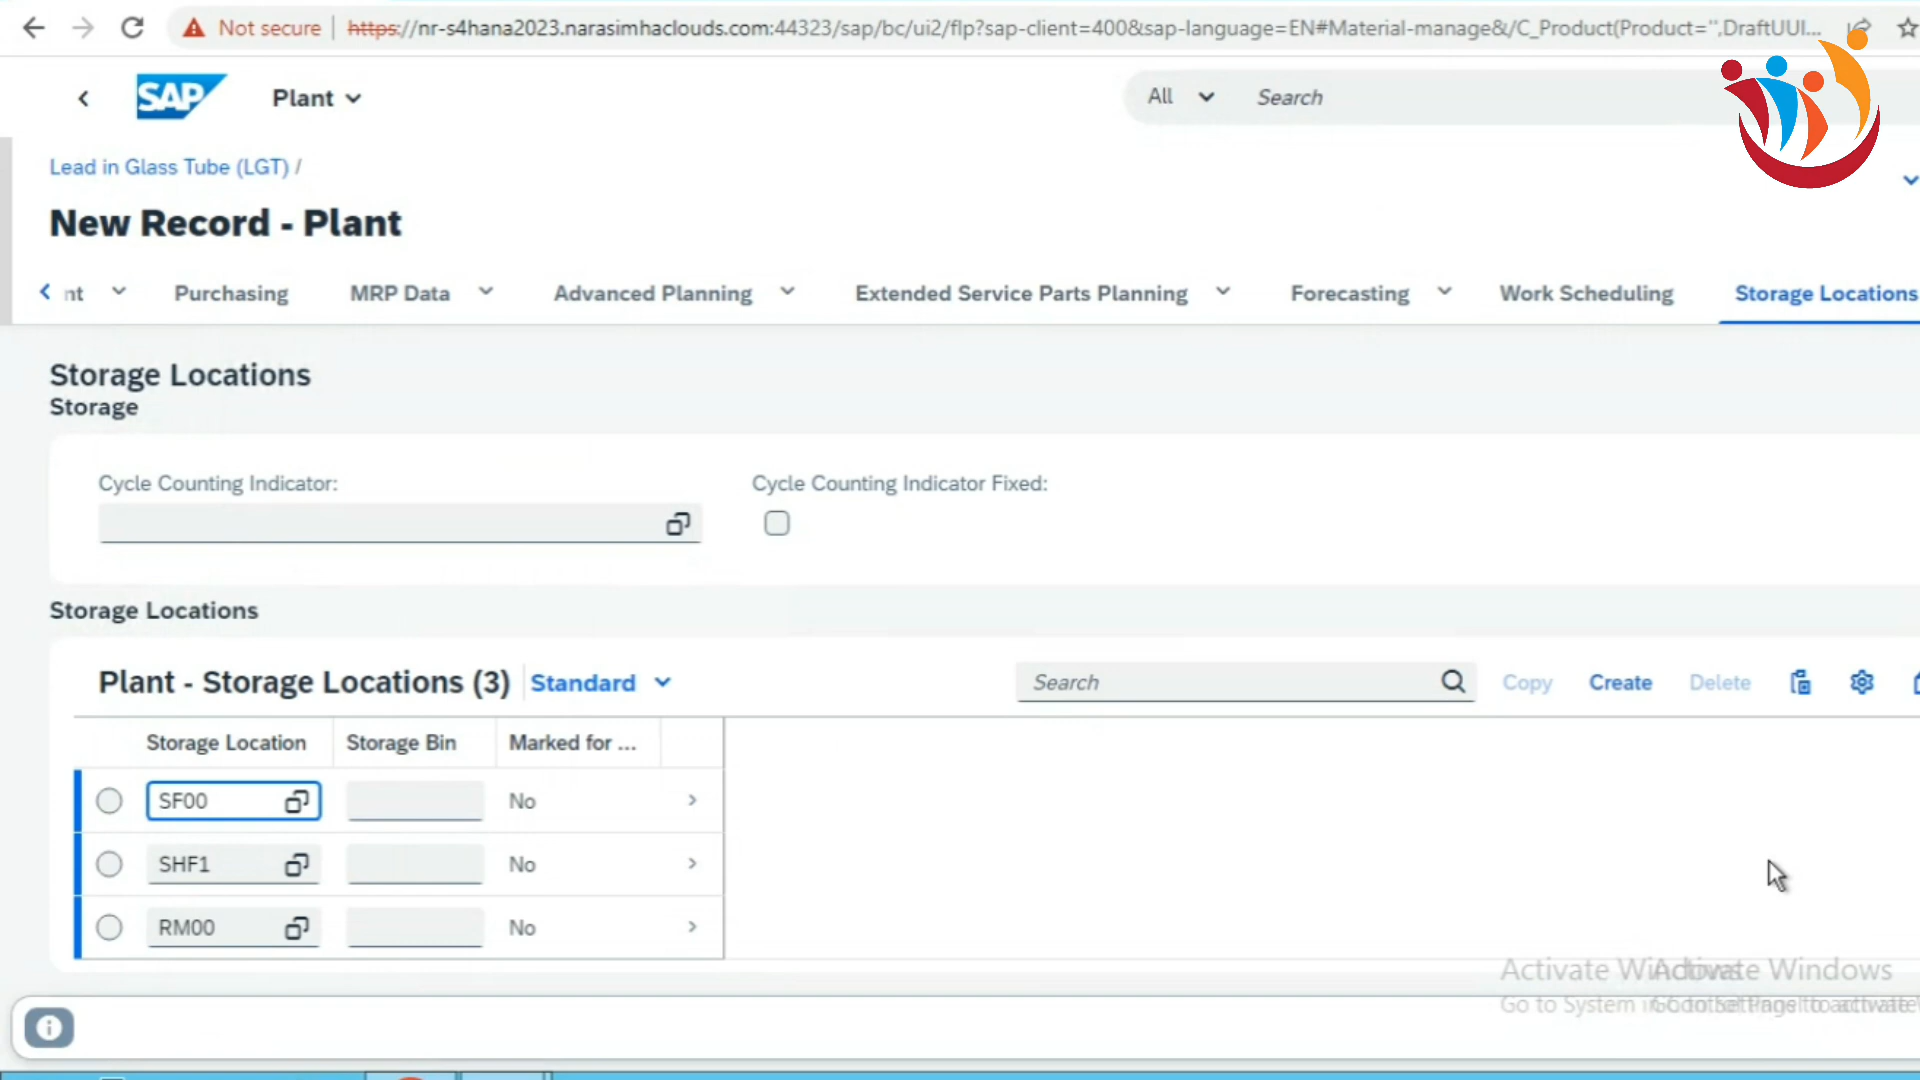 Not secure | https://nr-s4hana2023.narasimhaclouds.com:44323/sap/bc/ui2/flp?sap-client=400&sap-language=EN#Material-manage&/C_Product(Product='',DraftUUI...
SAP Plant All Search
Lead in Glass Tube (LGT) /
New Record - Plant
nt Purchasing MRP Data Advanced Planning Extended Service Parts Planning Forecasting Work Scheduling Storage Locations
Storage Locations
Storage
Cycle Counting Indicator: Cycle Counting Indicator Fixed:
Storage Locations
Plant - Storage Locations (3) Standard Search Copy Create Delete
Storage Location Storage Bin Marked for ...
SF00 No
SHF1 No
RM00 No
Activate Windows
Go to System in